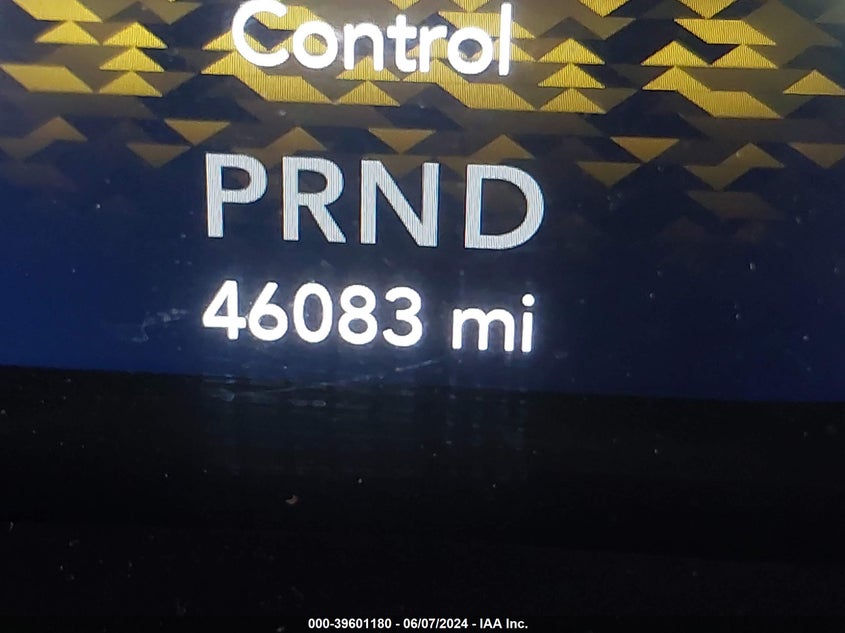 Control
PRND
46083 mi
000-39601180 - 06/07/2024 - IAA Inc.